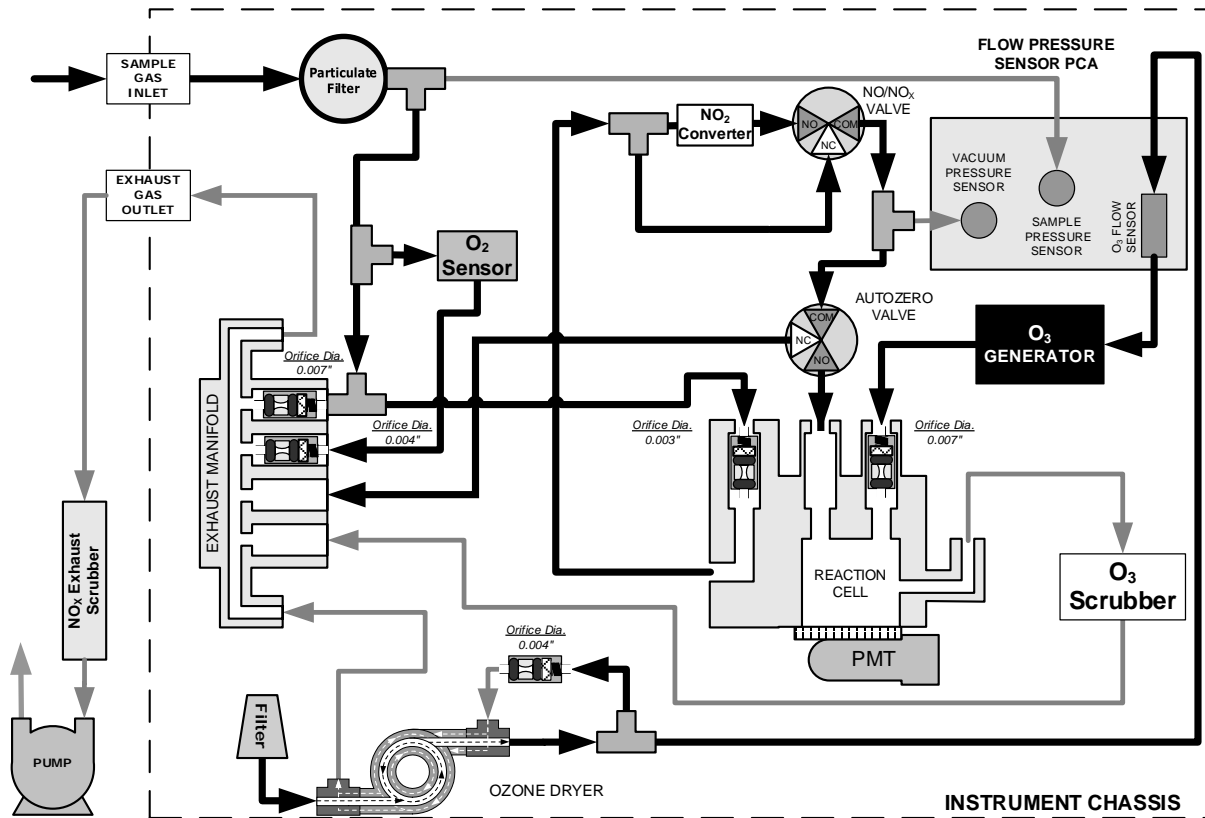 SAMPLE
GAS
INLET
Particulate
Filter
FLOW PRESSURE
SENSOR PCA
NO/NOX
VALVE
NO2
Converter
NO
COM
NC
EXHAUST
GAS
OUTLET
VACUUM
PRESSURE
SENSOR
SAMPLE
PRESSURE
SENSOR
O3 FLOW
SENSOR
O2
Sensor
AUTOZERO
VALVE
COM
NC
NO
O3
GENERATOR
Orifice Dia.
0.007"
Orifice Dia.
0.004"
Orifice Dia.
0.003"
Orifice Dia.
0.007"
EXHAUST MANIFOLD
NOX Exhaust
Scrubber
REACTION
CELL
O3
Scrubber
PMT
Orifice Dia.
0.004"
Filter
PUMP
OZONE DRYER
INSTRUMENT CHASSIS